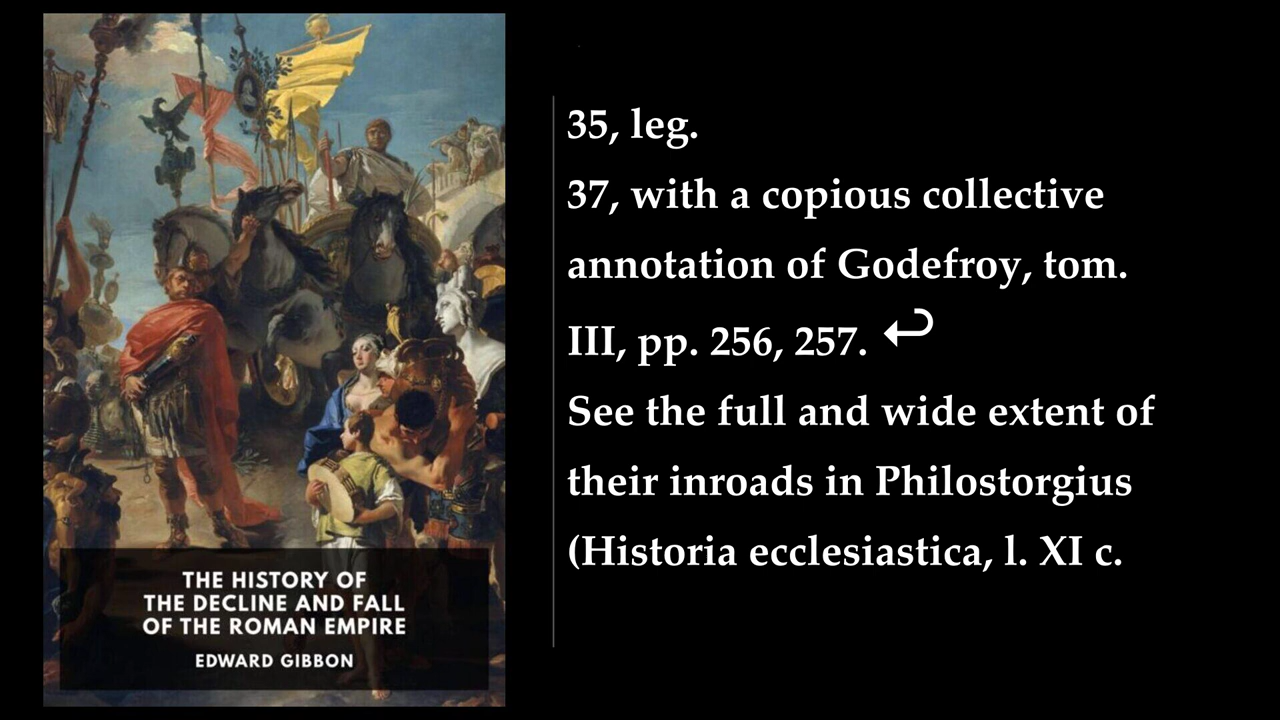 THE HISTORY OF
THE DECLINE AND FALL
OF THE ROMAN EMPIRE
EDWARD GIBBON
35, leg.
37, with a copious collective
annotation of Godefroy, tom.
III, pp. 256, 257. ↩
See the full and wide extent of
their inroads in Philostorgius
(Historia ecclesiastica, l. XI c.